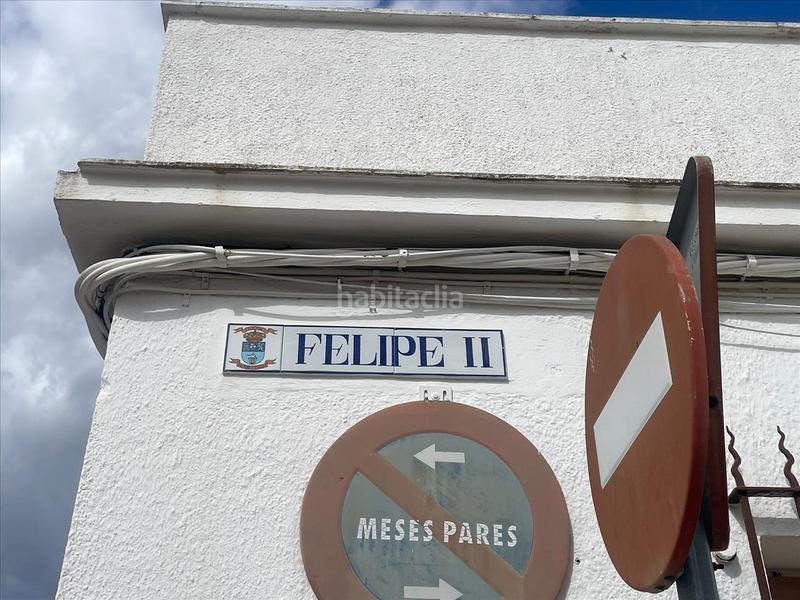 habitaclia
FELIPE II
MESES PARES